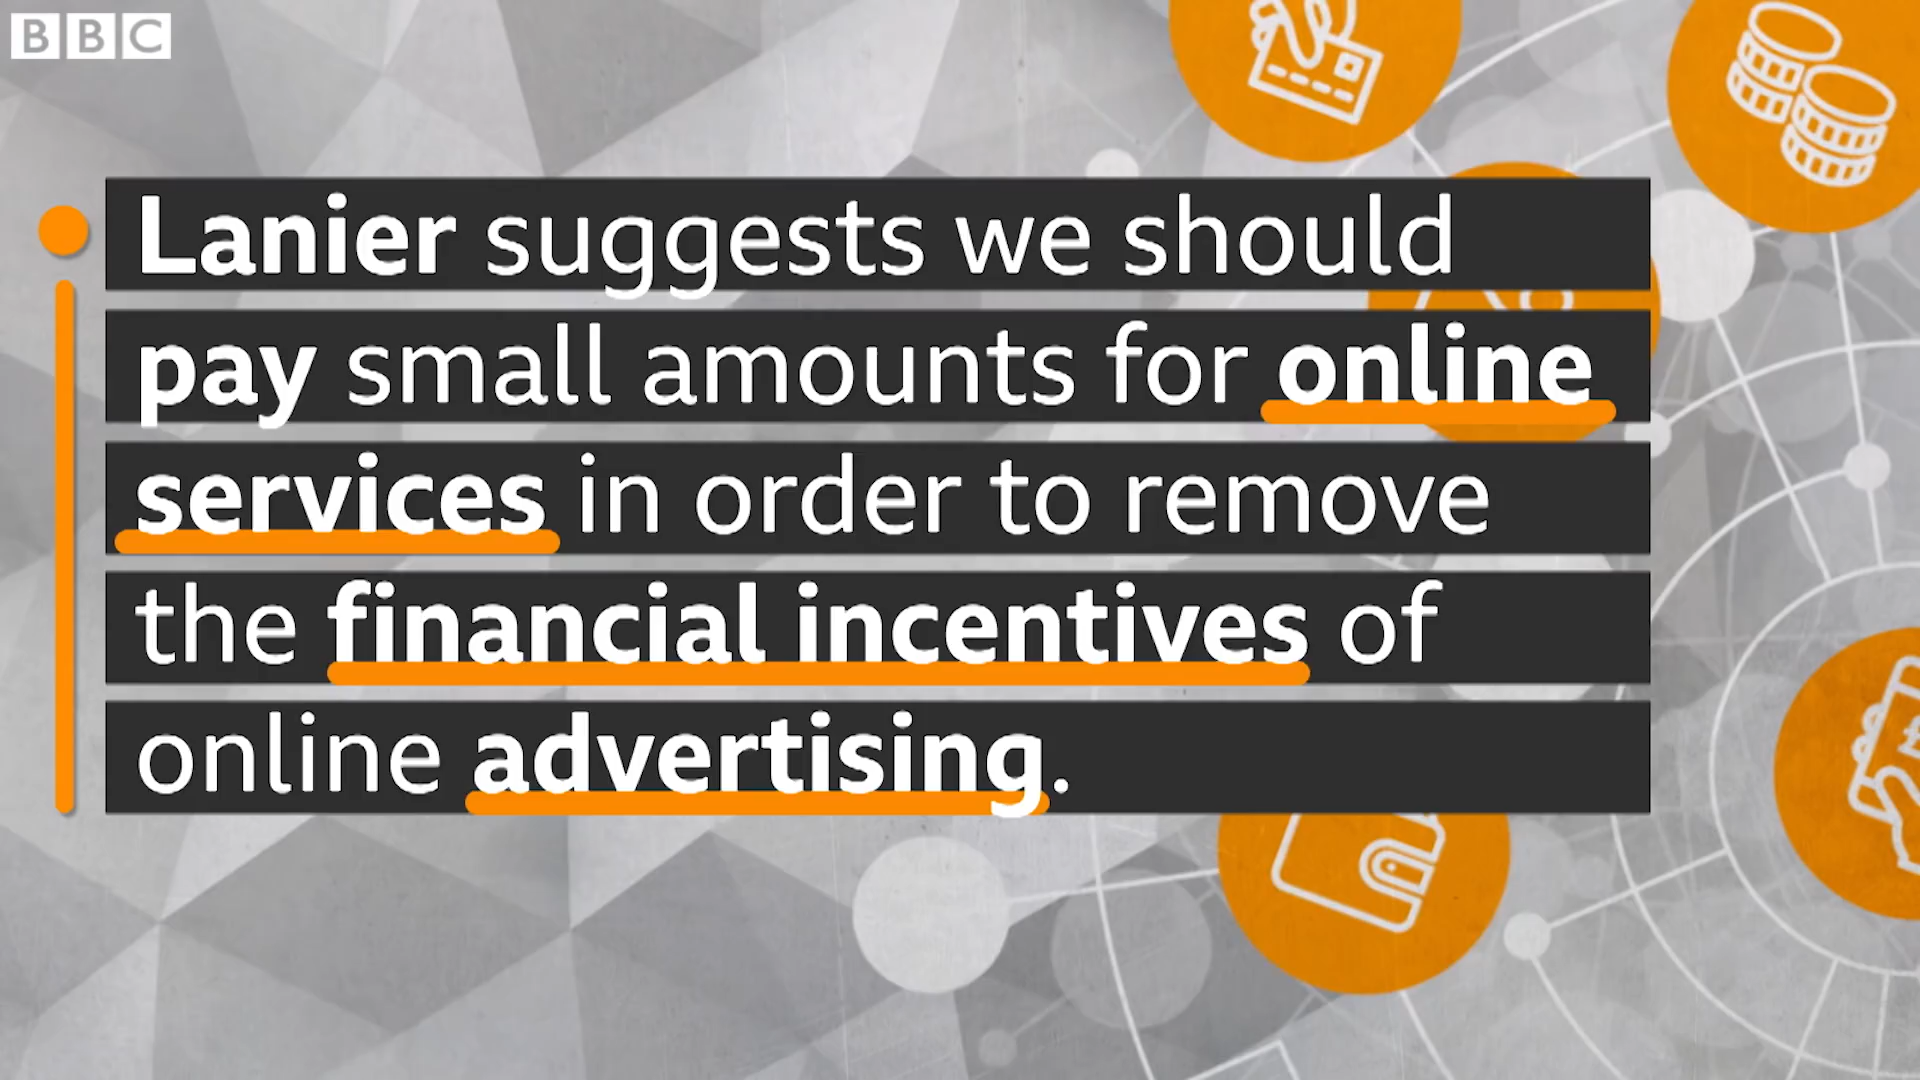 BBC
Lanier suggests we should
pay small amounts for online
services in order to remove
the financial incentives of
online advertising.